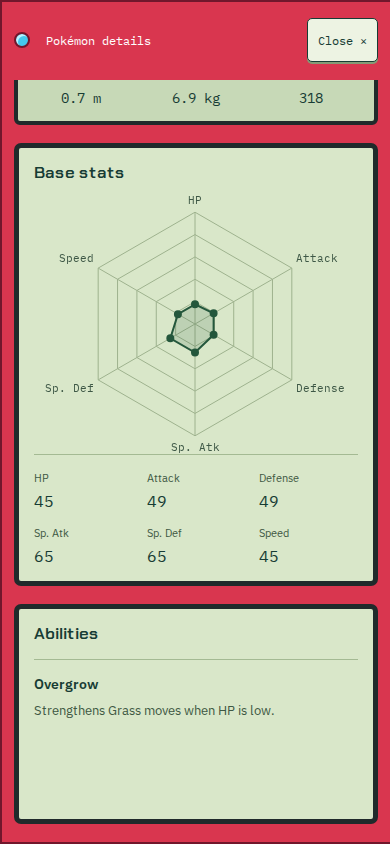 Pokémon details
Close ×
0.7 m 6.9 kg 318
Base stats
HP
Speed Attack
Sp. Def Defense
Sp. Atk
HP Attack Defense
45 49 49
Sp. Atk Sp. Def Speed
65 65 45
Abilities
Overgrow
Strengthens Grass moves when HP is low.